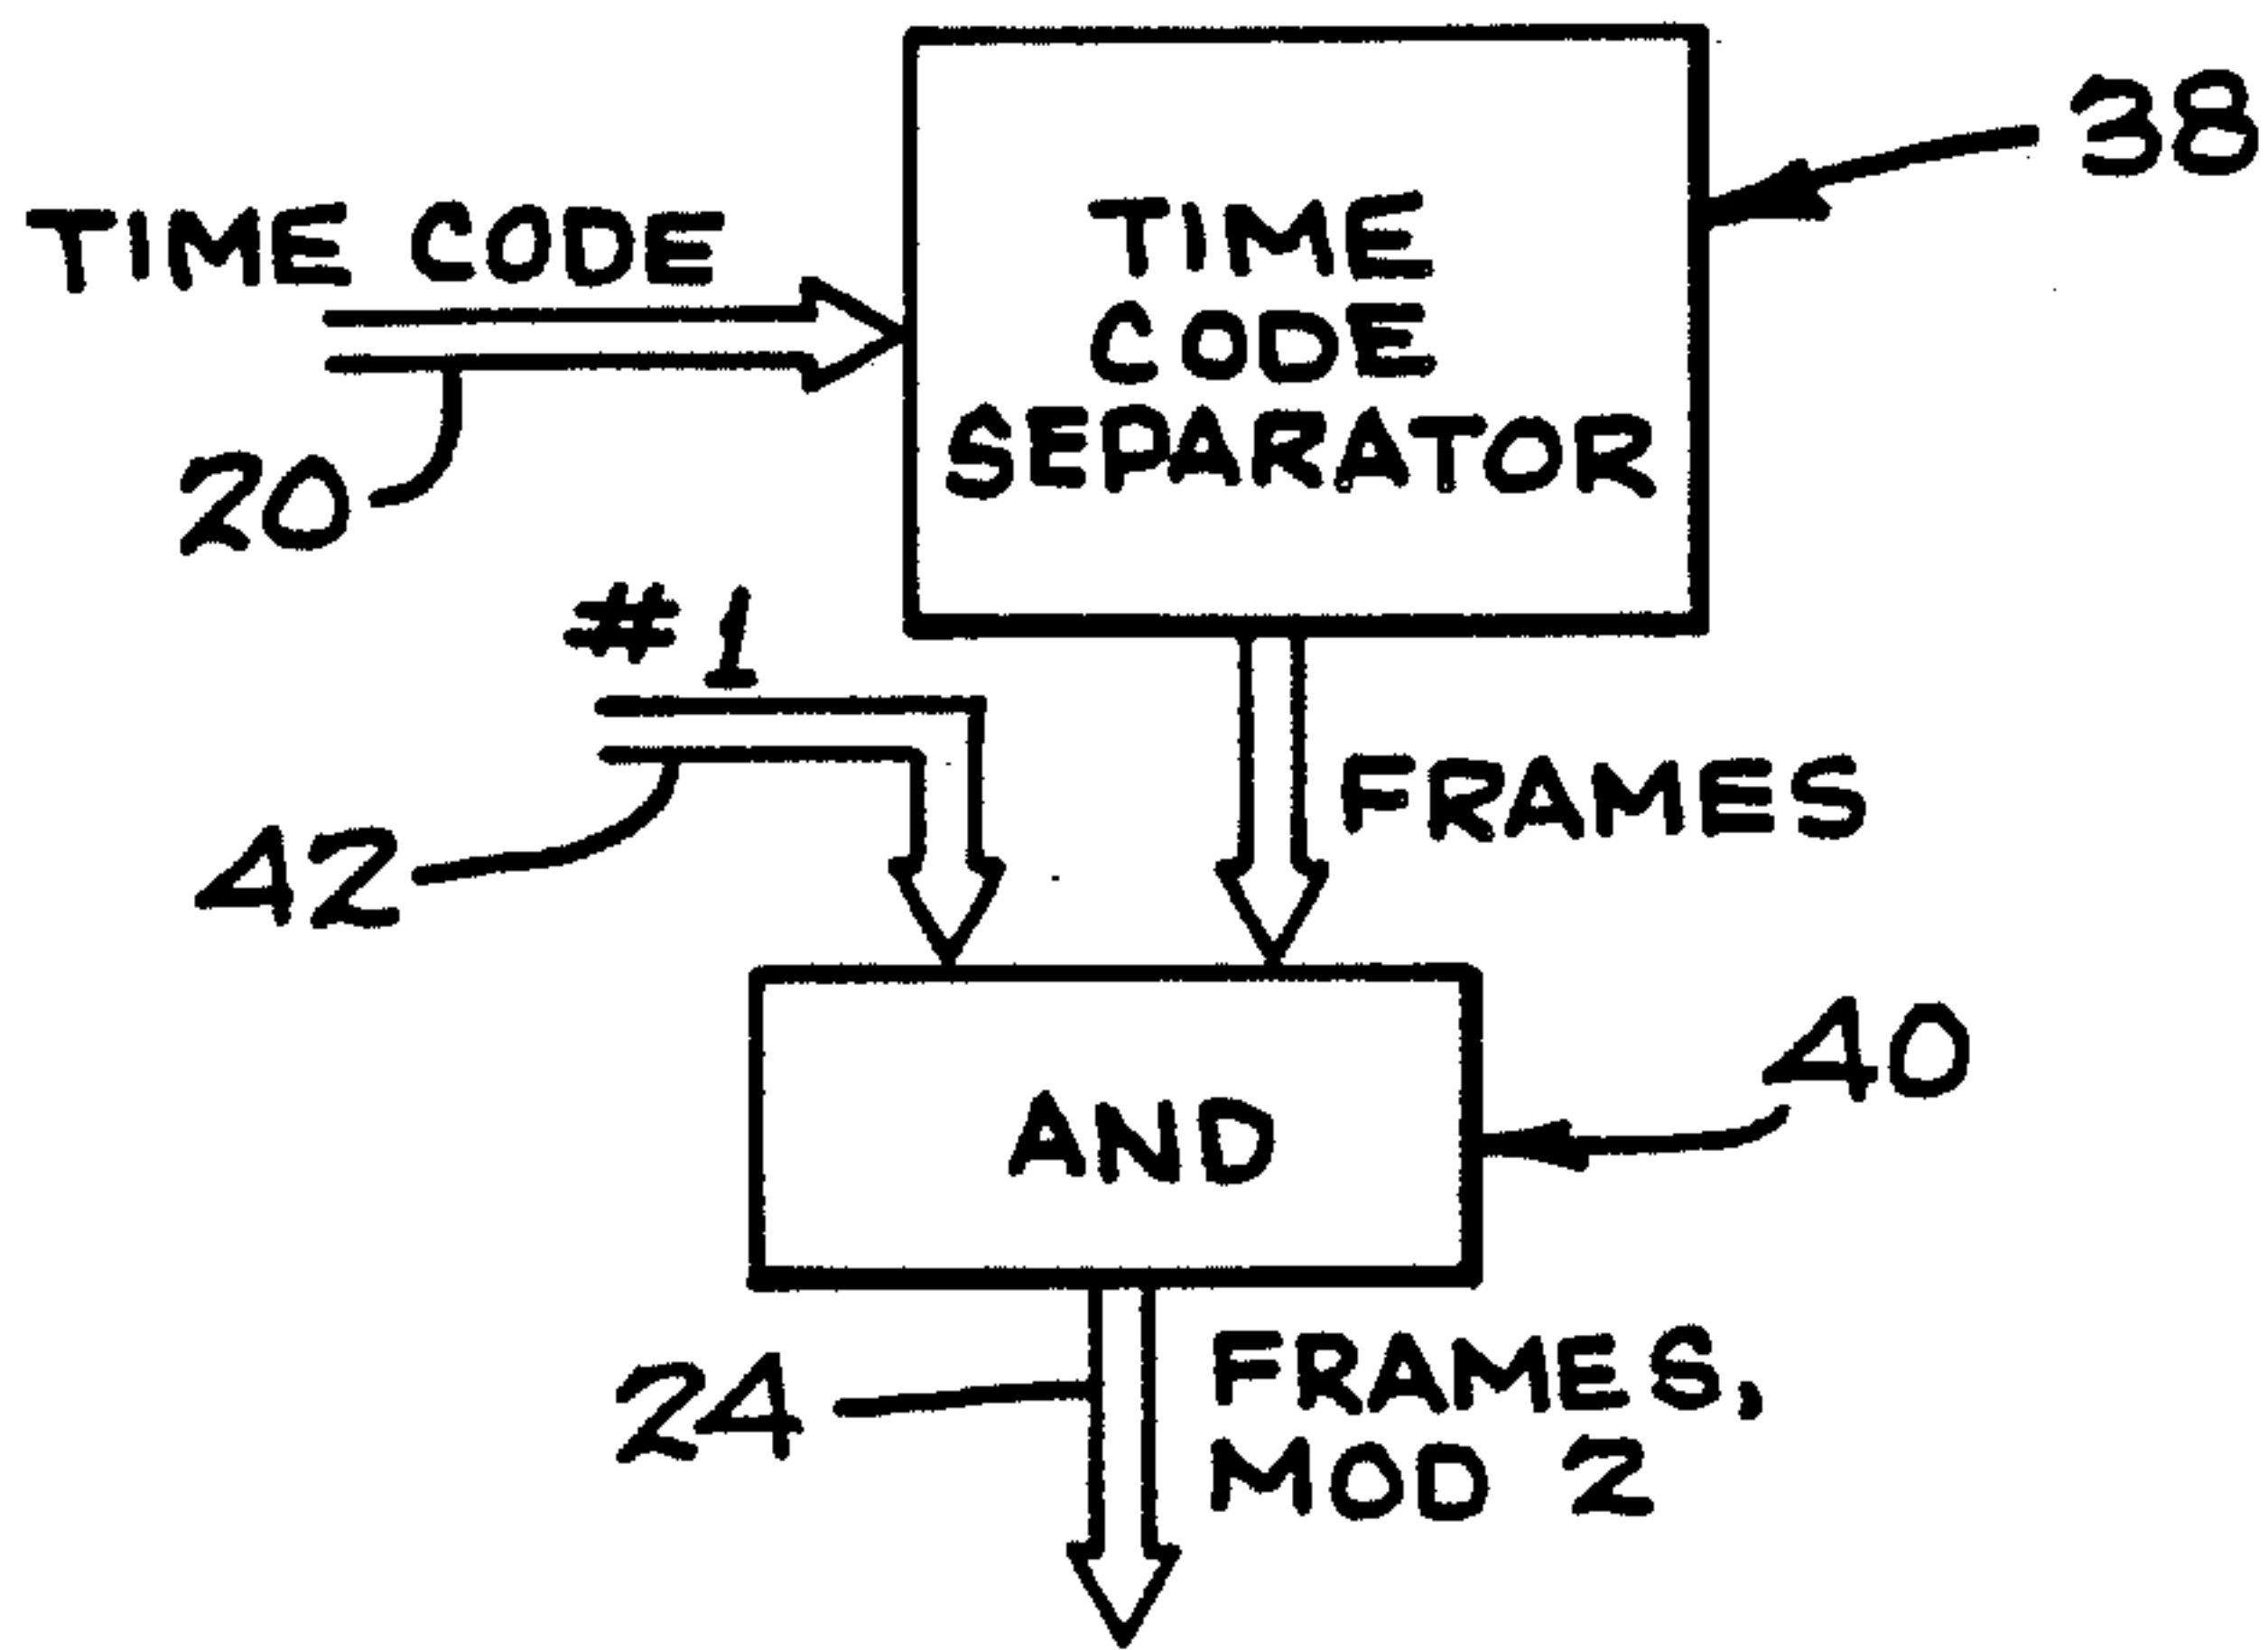 38
TIME CODE
TIME
CODE
SEPARATOR
20
#1
FRAMES
42
40
AND
24
FRAMES,
MOD 2